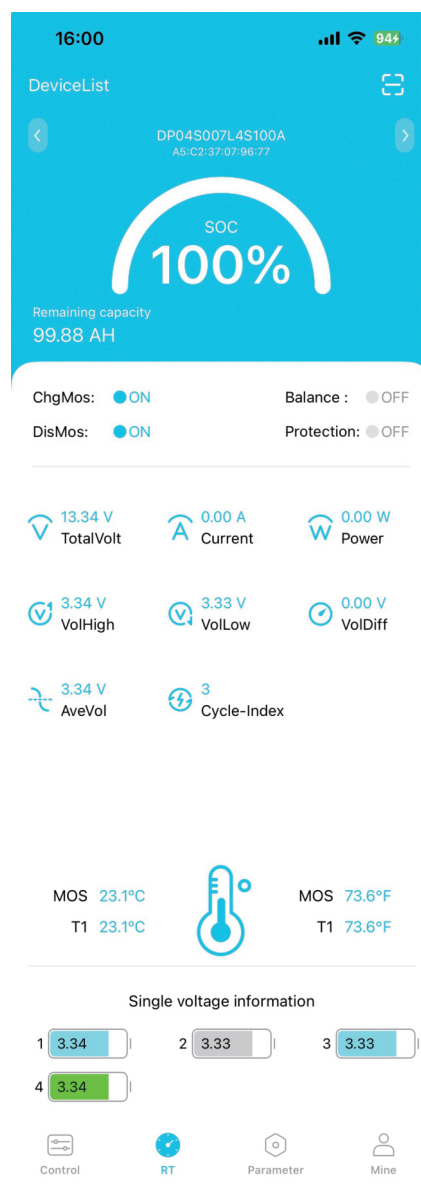 16:00
94
DeviceList
DP04S007L4S100A
A5:C2:37:07:96:77
SOC
100%
Remaining capacity
99.88 AH
ChgMos: ON Balance : OFF
DisMos: ON Protection: OFF
13.34 V 0.00 A 0.00 W
TotalVolt Current Power
3.34 V 3.33 V 0.00 V
VolHigh VolLow VolDiff
3.34 V 3
AveVol Cycle-Index
MOS 23.1°C MOS 73.6°F
T1 23.1°C T1 73.6°F
Single voltage information
1 3.34 2 3.33 3 3.33
4 3.34
Control RT Parameter Mine